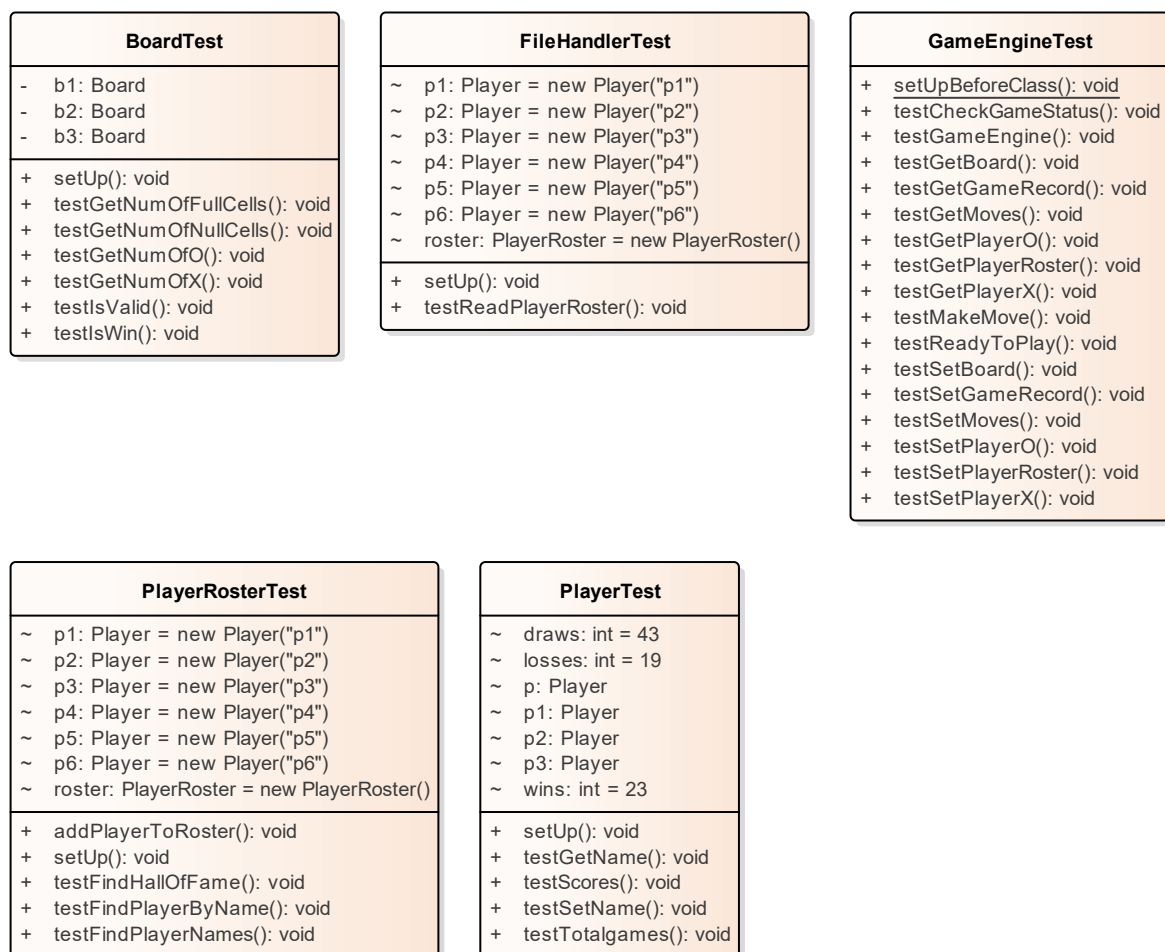 BoardTest
- b1: Board
- b2: Board
- b3: Board
+ setUp(): void
+ testGetNumOfFullCells(): void
+ testGetNumOfNullCells(): void
+ testGetNumOfO(): void
+ testGetNumOfX(): void
+ testIsValid(): void
+ testIsWin(): void
FileHandlerTest
~ p1: Player = new Player("p1")
~ p2: Player = new Player("p2")
~ p3: Player = new Player("p3")
~ p4: Player = new Player("p4")
~ p5: Player = new Player("p5")
~ p6: Player = new Player("p6")
~ roster: PlayerRoster = new PlayerRoster()
+ setUp(): void
+ testReadPlayerRoster(): void
GameEngineTest
+ setUpBeforeClass(): void
+ testCheckGameStatus(): void
+ testGameEngine(): void
+ testGetBoard(): void
+ testGetGameRecord(): void
+ testGetMoves(): void
+ testGetPlayerO(): void
+ testGetPlayerRoster(): void
+ testGetPlayerX(): void
+ testMakeMove(): void
+ testReadyToPlay(): void
+ testSetBoard(): void
+ testSetGameRecord(): void
+ testSetMoves(): void
+ testSetPlayerO(): void
+ testSetPlayerRoster(): void
+ testSetPlayerX(): void
PlayerRosterTest
~ p1: Player = new Player("p1")
~ p2: Player = new Player("p2")
~ p3: Player = new Player("p3")
~ p4: Player = new Player("p4")
~ p5: Player = new Player("p5")
~ p6: Player = new Player("p6")
~ roster: PlayerRoster = new PlayerRoster()
+ addPlayerToRoster(): void
+ setUp(): void
+ testFindHallOfFame(): void
+ testFindPlayerByName(): void
+ testFindPlayerNames(): void
PlayerTest
~ draws: int = 43
~ losses: int = 19
~ p: Player
~ p1: Player
~ p2: Player
~ p3: Player
~ wins: int = 23
+ setUp(): void
+ testGetName(): void
+ testScores(): void
+ testSetName(): void
+ testTotalgames(): void